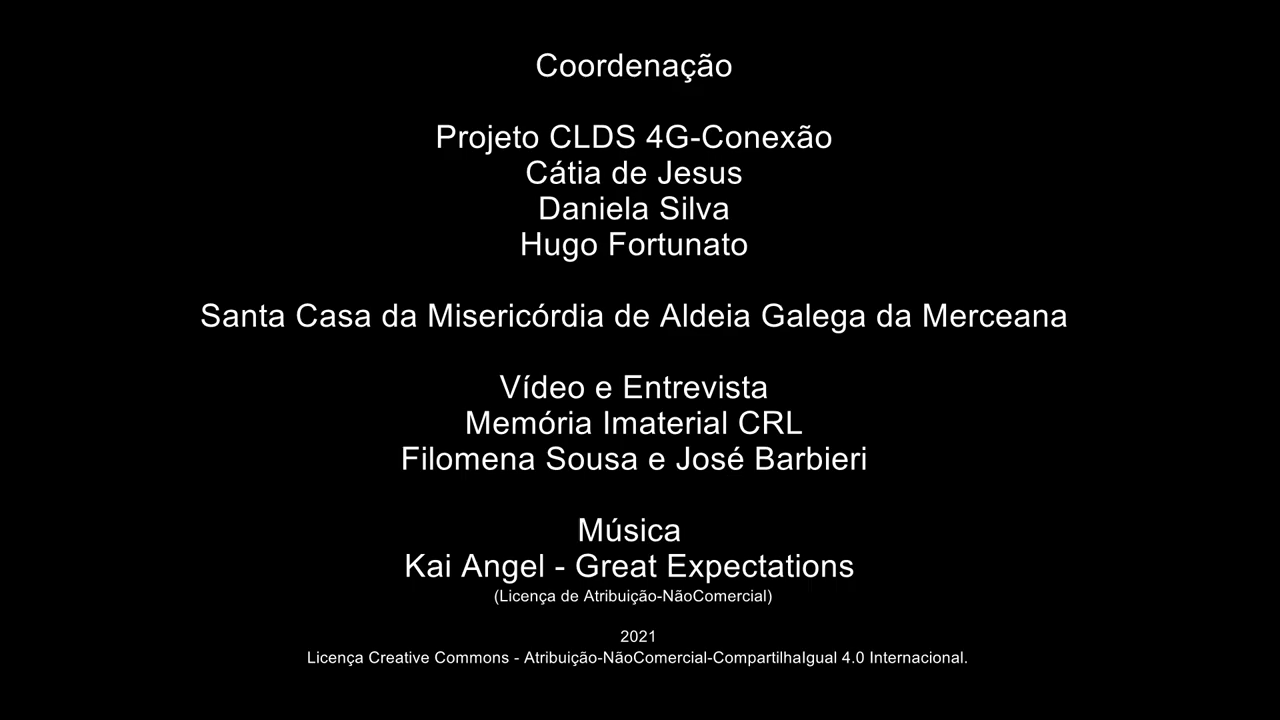 Coordenação
Projeto CLDS 4G-Conexão
Cátia de Jesus
Daniela Silva
Hugo Fortunato
Santa Casa da Misericórdia de Aldeia Galega da Merceana
Vídeo e Entrevista
Memória Imaterial CRL
Filomena Sousa e José Barbieri
Música
Kai Angel - Great Expectations
(Licença de Atribuição-NãoComercial)
2021
Licença Creative Commons - Atribuição-NãoComercial-CompartilhaIgual 4.0 Internacional.